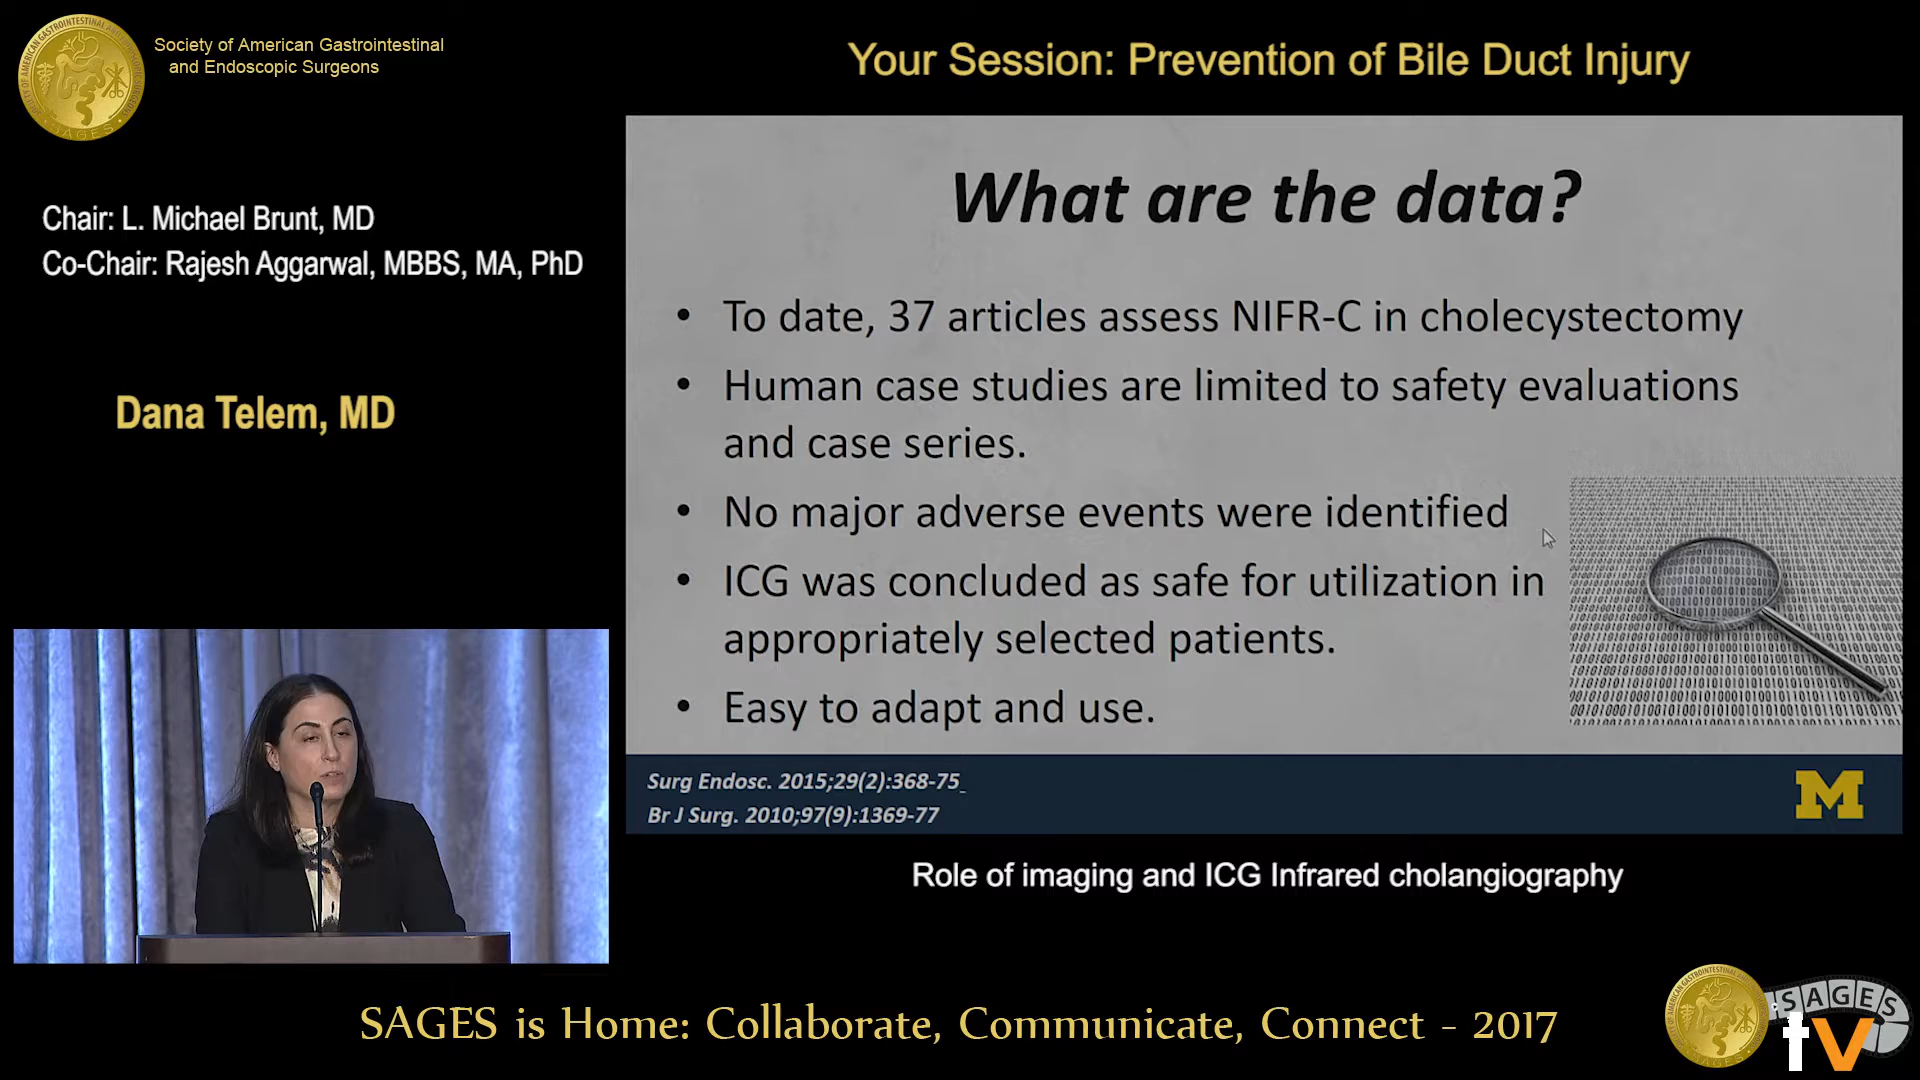 Society of American Gastrointestinal
and Endoscopic Surgeons
Your Session: Prevention of Bile Duct Injury
Chair: L. Michael Brunt, MD
Co-Chair: Rajesh Aggarwal, MBBS, MA, PhD
Dana Telem, MD
What are the data?
• To date, 37 articles assess NIFR-C in cholecystectomy
• Human case studies are limited to safety evaluations
and case series.
• No major adverse events were identified
• ICG was concluded as safe for utilization in
appropriately selected patients.
• Easy to adapt and use.
Surg Endosc. 2015;29(2):368-75_
Br J Surg. 2010;97(9):1369-77
M
Role of imaging and ICG Infrared cholangiography
SAGES is Home: Collaborate, Communicate, Connect - 2017
SAGES
tv